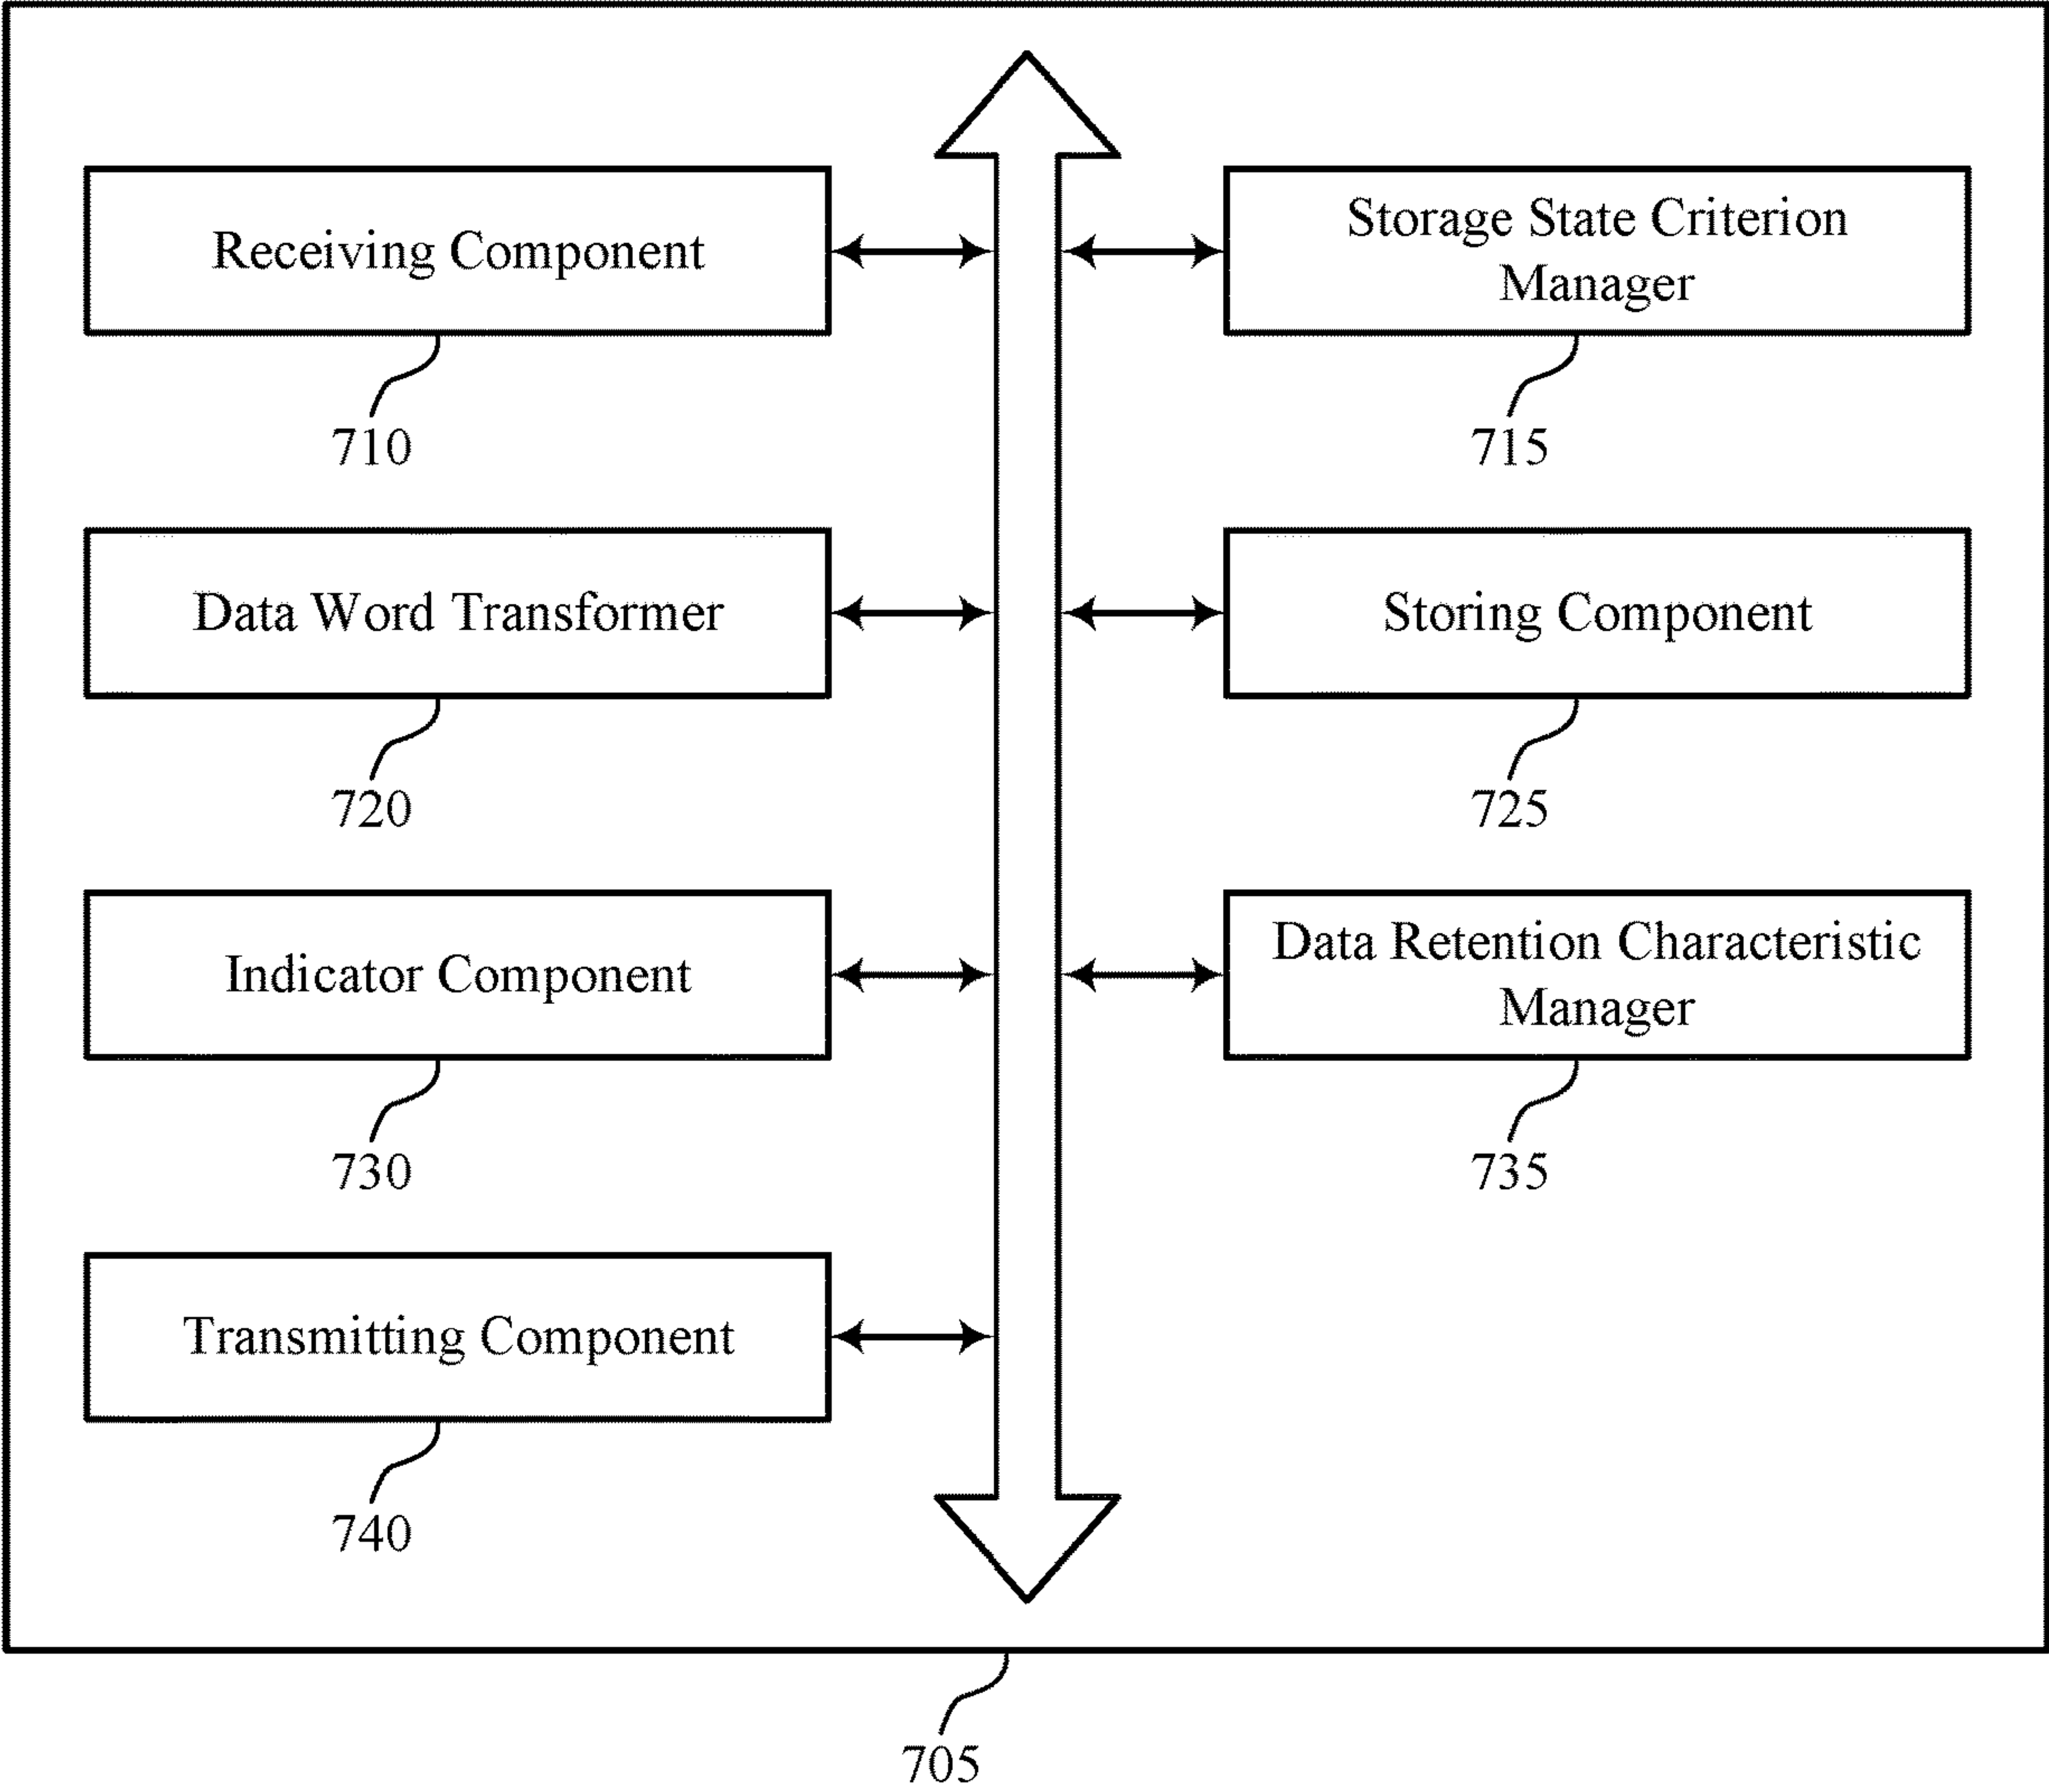 Receiving Component
710
Storage State Criterion
Manager
715
Data Word Transformer
720
Storing Component
725
Indicator Component
730
Data Retention Characteristic
Manager
735
Transmitting Component
740
705